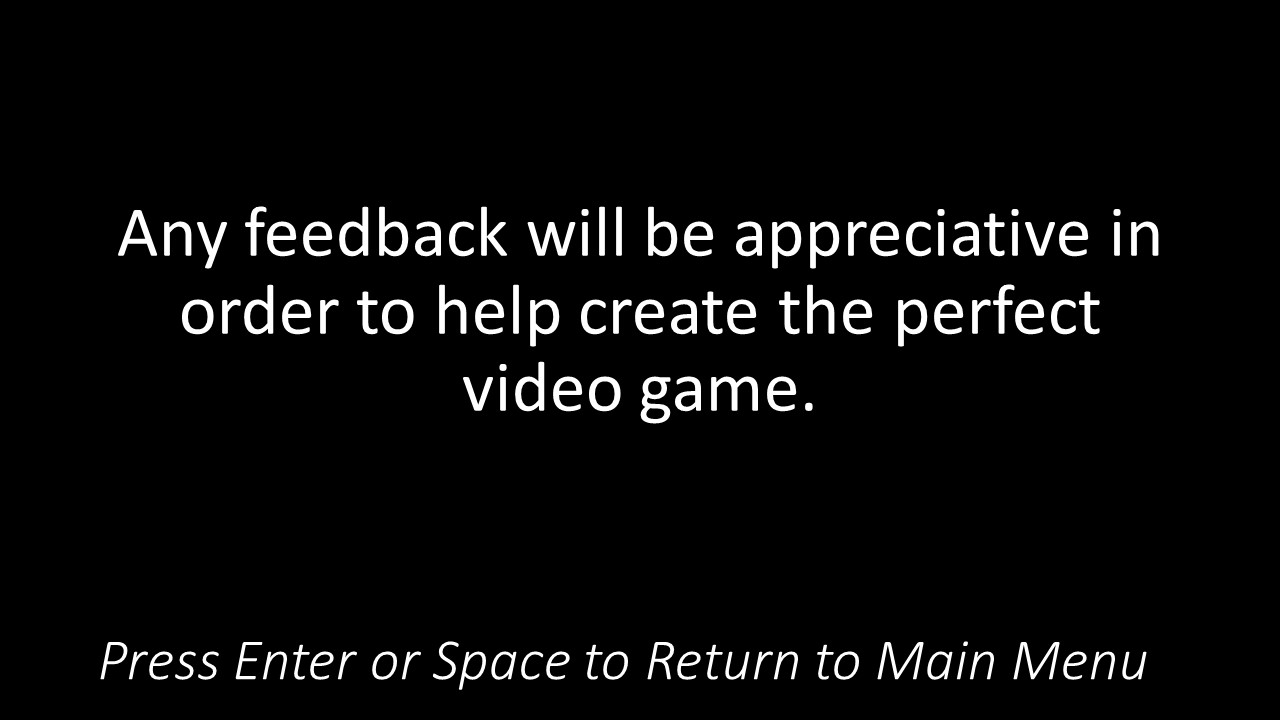 Any feedback will be appreciative in
order to help create the perfect
video game.
Press Enter or Space to Return to Main Menu